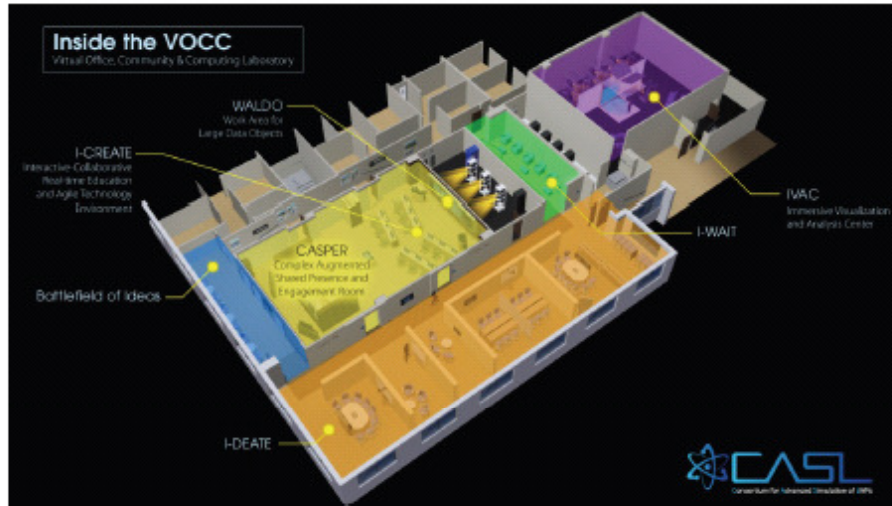 Inside the VOCC
Virtual Office, Community & Computing Laboratory
WALDO
Work Area for
Large Data Objects
I-CREATE
Interactive-Collaborative
Real-time Education
and Agile Technology
Environment
CASPER
Complex Augmented
Shared Presence and
Engagement Room
IVAC
Immersive Visualization
and Analysis Center
I-WAIT
Battlefield of Ideas
I-DEATE
CASL
Consortium for Advanced Simulation of LWRs